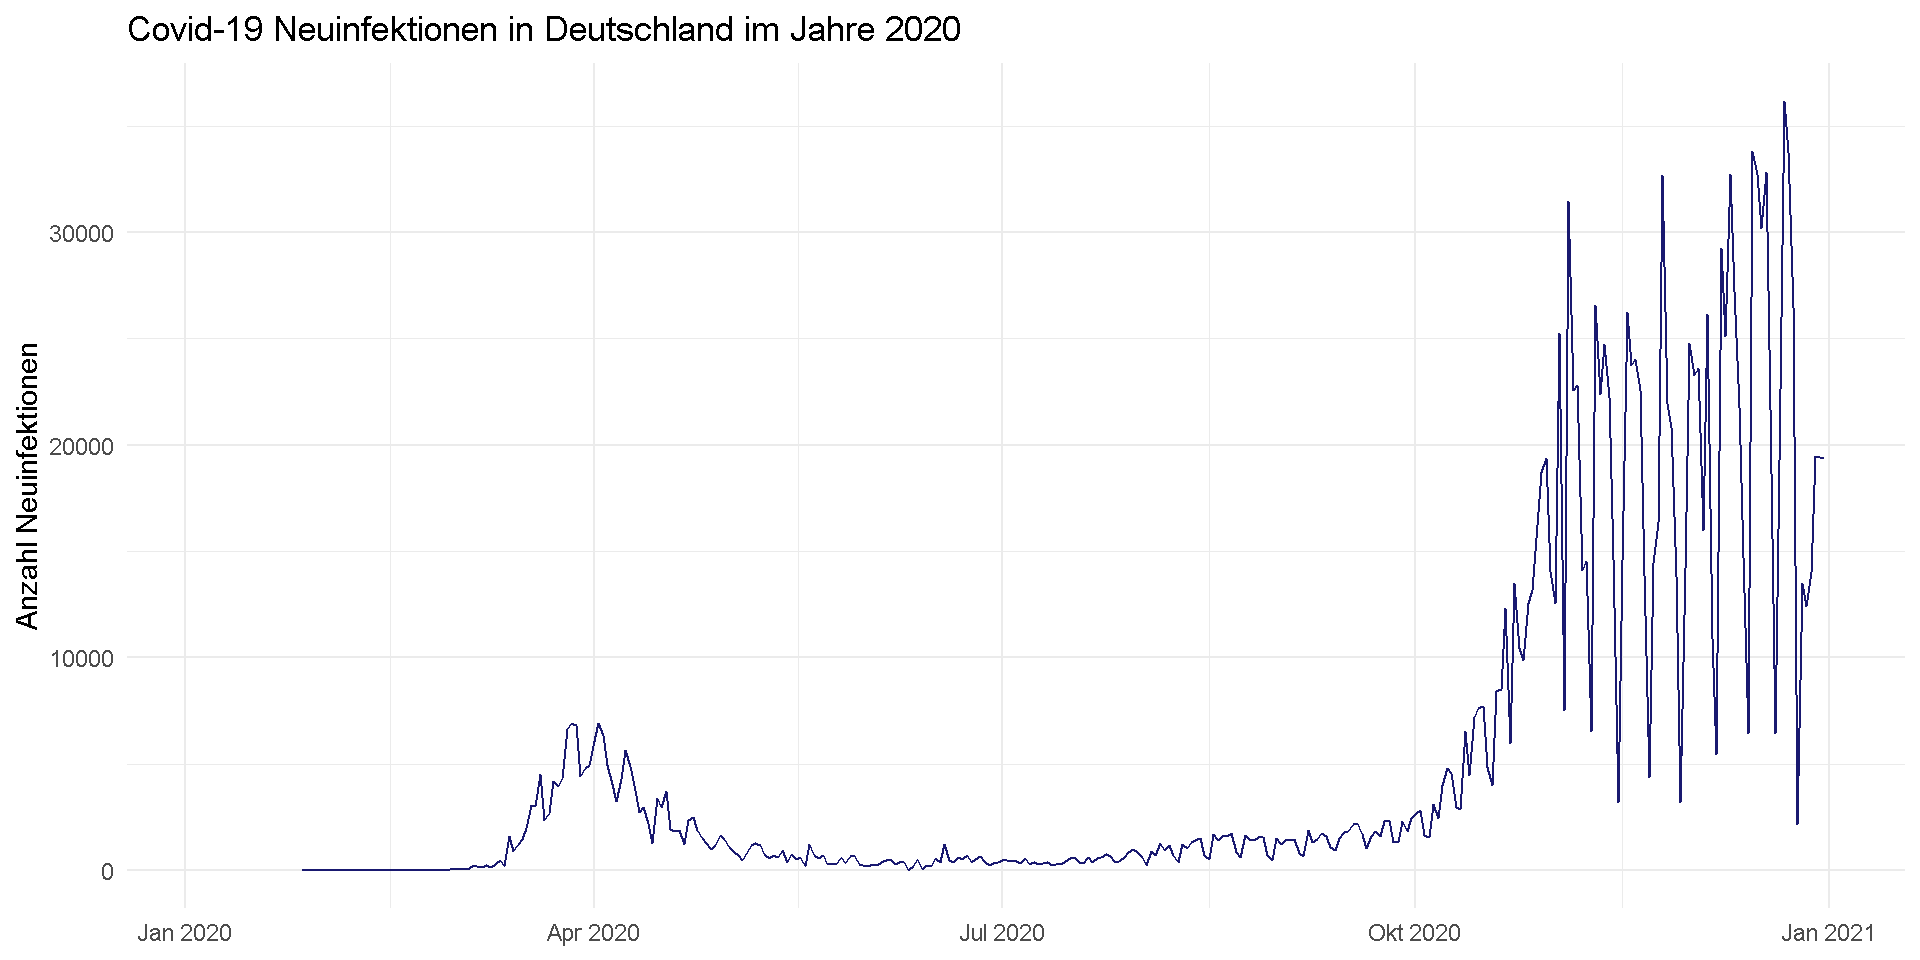 Covid-19 Neuinfektionen in Deutschland im Jahre 2020
Anzahl Neuinfektionen
30000
20000
10000
0
Jan 2020
Apr 2020
Jul 2020
Okt 2020
Jan 2021